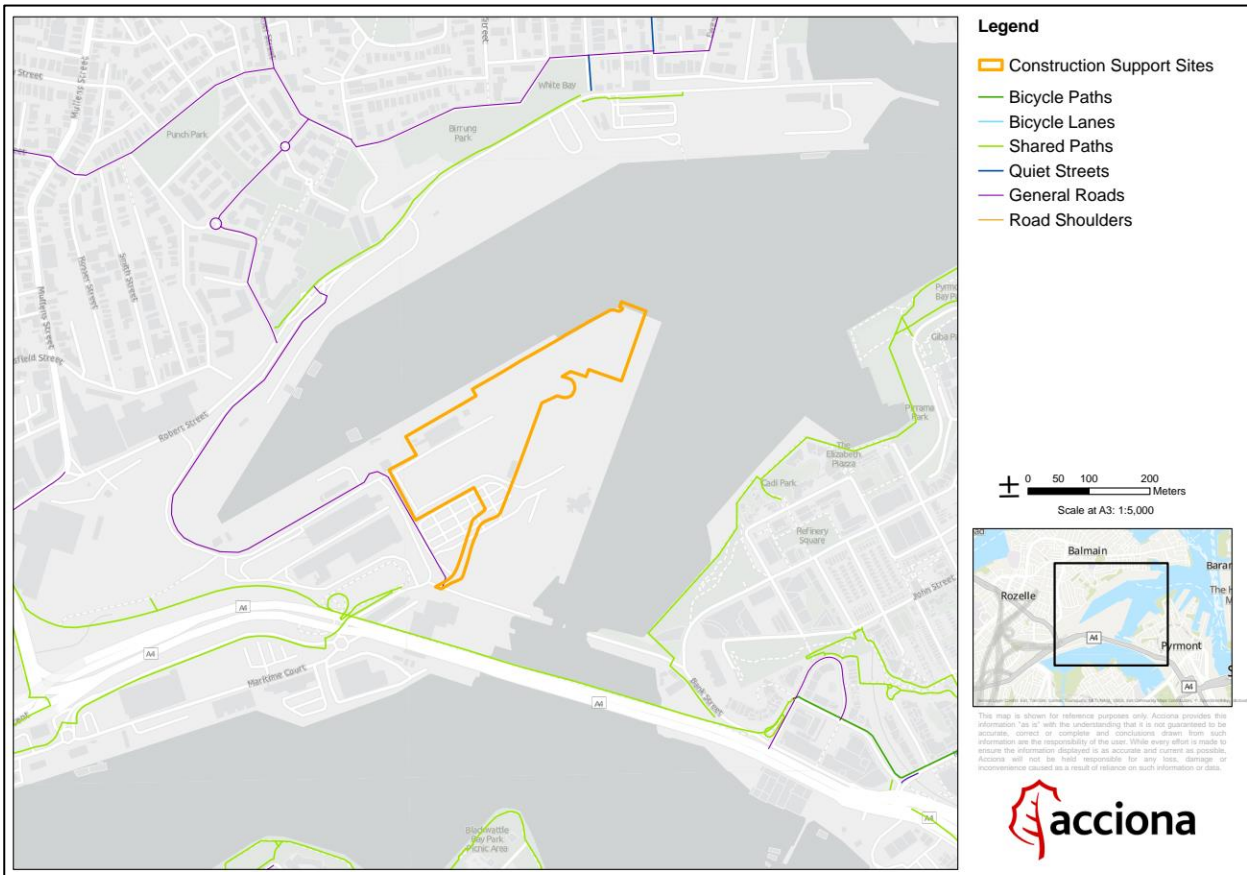 Legend
Construction Support Sites
Bicycle Paths
Bicycle Lanes
Shared Paths
Quiet Streets
General Roads
Road Shoulders
0 50 100 200
Meters
Scale at A3: 1:5,000
Balmain
Rozelle
A4
Pyrmont
A4
This map is shown for reference purposes only. Acciona provides this
information "as is" with the understanding that it is not guaranteed to be
accurate, correct or complete and conclusions drawn from such
information are the responsibility of the user. While every effort is made to
ensure the information displayed is as accurate and current as possible,
Acciona will not be held responsible for any loss, damage or
inconvenience caused as a result of reliance on such information or data.
acciona
Mullens Street
Punch Park
White Bay
Birrung
Park
Smith Street
Mullens Street
Robert Street
Giba
Pyrama
Park
The
Elizabeth
Piazza
Cadi Park
Refinery
Square
John Street
A4
A4
Maritime Court
Bank Street
A4
A4
Blackwattle
Bay Park
Picnic Area